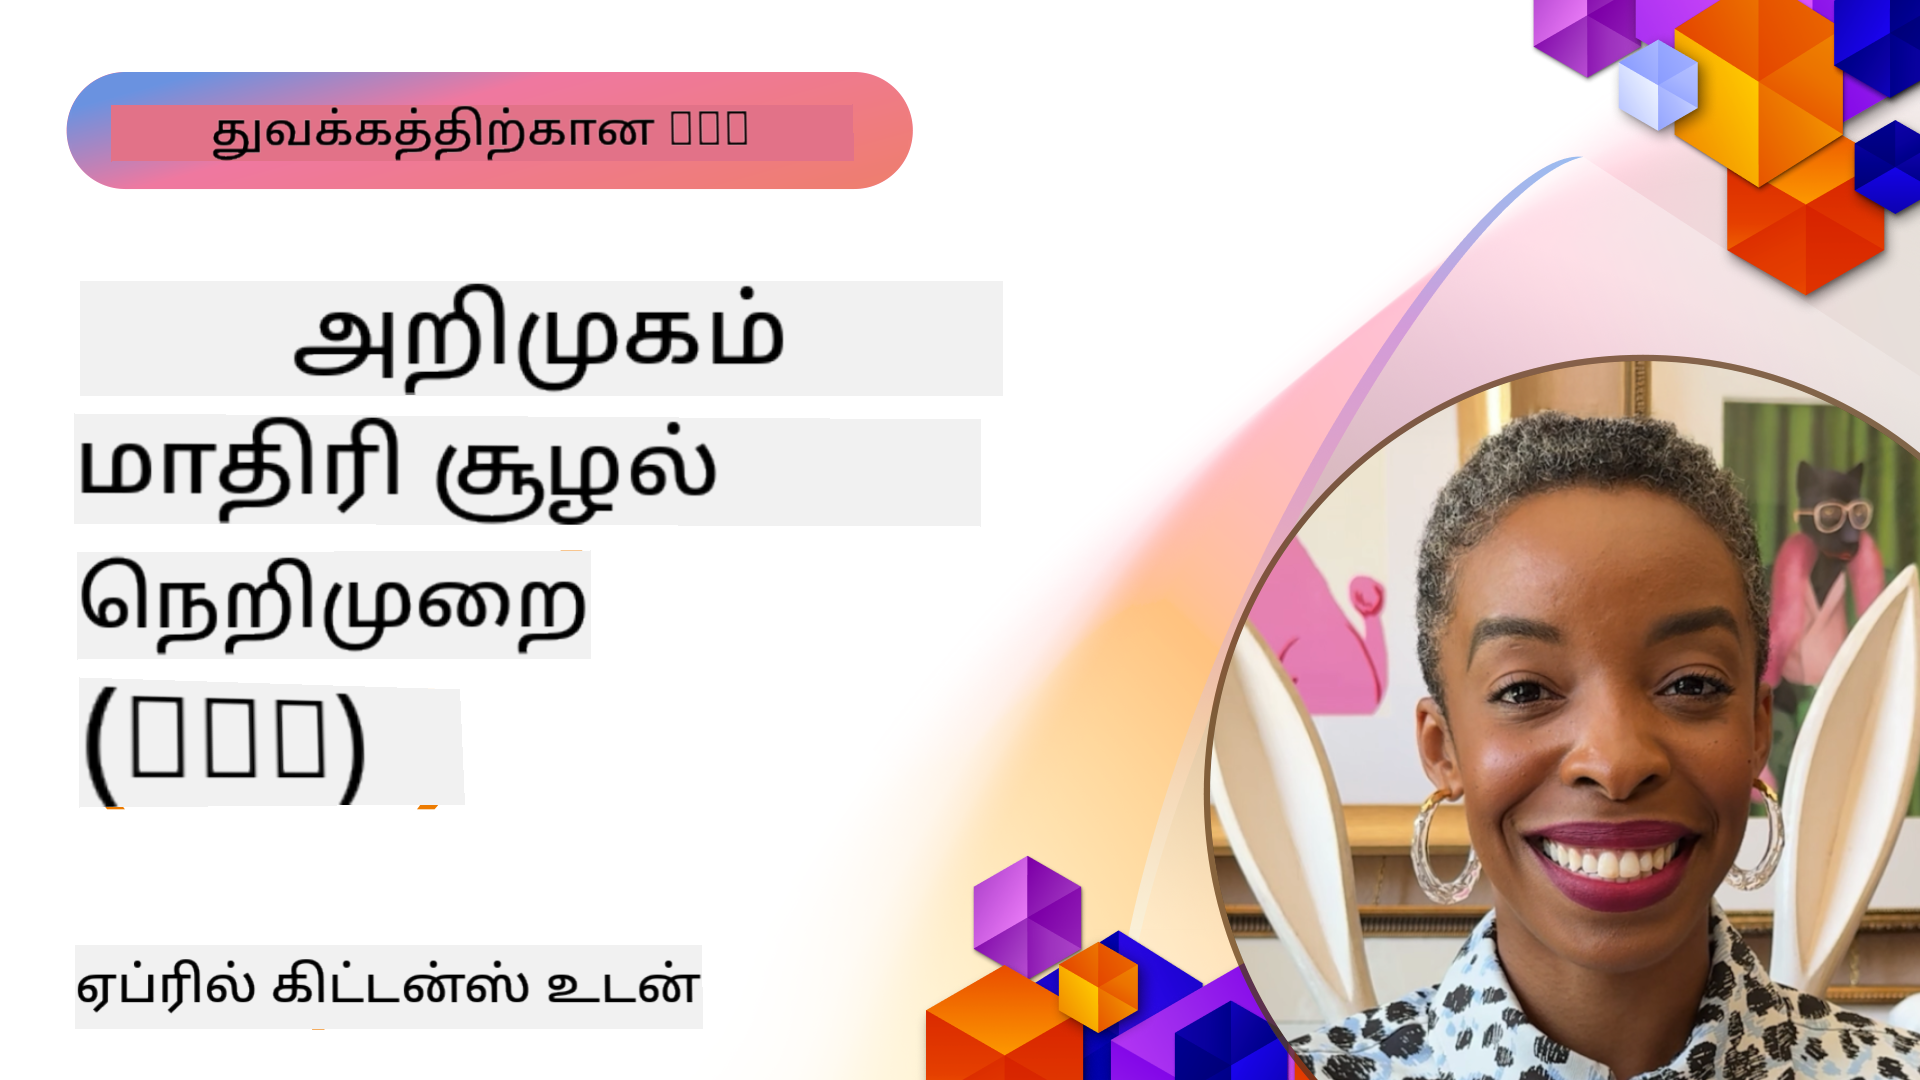 துவக்கத்திற்கான □□□
அறிமுகம்
மாதிரி சூழல்
நெறிமுறை
(□□□)
ஏப்ரில் கிட்டன்ஸ் உடன்